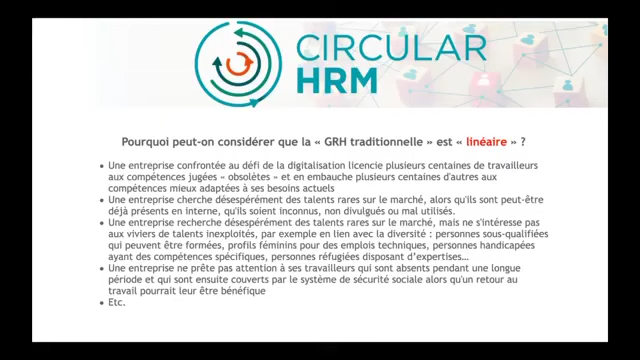 CIRCULAR
HRM
Pourquoi peut-on considérer que la « GRH traditionnelle » est « linéaire » ?
• Une entreprise confrontée au défi de la digitalisation licencie plusieurs centaines de travailleurs
aux compétences jugées « obsolètes » et en embauche plusieurs centaines d'autres aux
compétences mieux adaptées à ses besoins actuels
• Une entreprise cherche désespérément des talents rares sur le marché, alors qu'ils sont peut-être
déjà présents en interne, qu'ils soient inconnus, non divulgués ou mal utilisés.
• Une entreprise recherche désespérément des talents rares sur le marché, mais ne s'intéresse pas
aux viviers de talents inexploités, par exemple en lien avec la diversité : personnes sous-qualifiées
qui peuvent être formées, profils féminins pour des emplois techniques, personnes handicapées
ayant des compétences spécifiques, personnes réfugiées disposant d'expertises…
• Une entreprise ne prête pas attention à ses travailleurs qui sont absents pendant une longue
période et qui sont ensuite couverts par le système de sécurité sociale alors qu'un retour au
travail pourrait leur être bénéfique
• Etc.